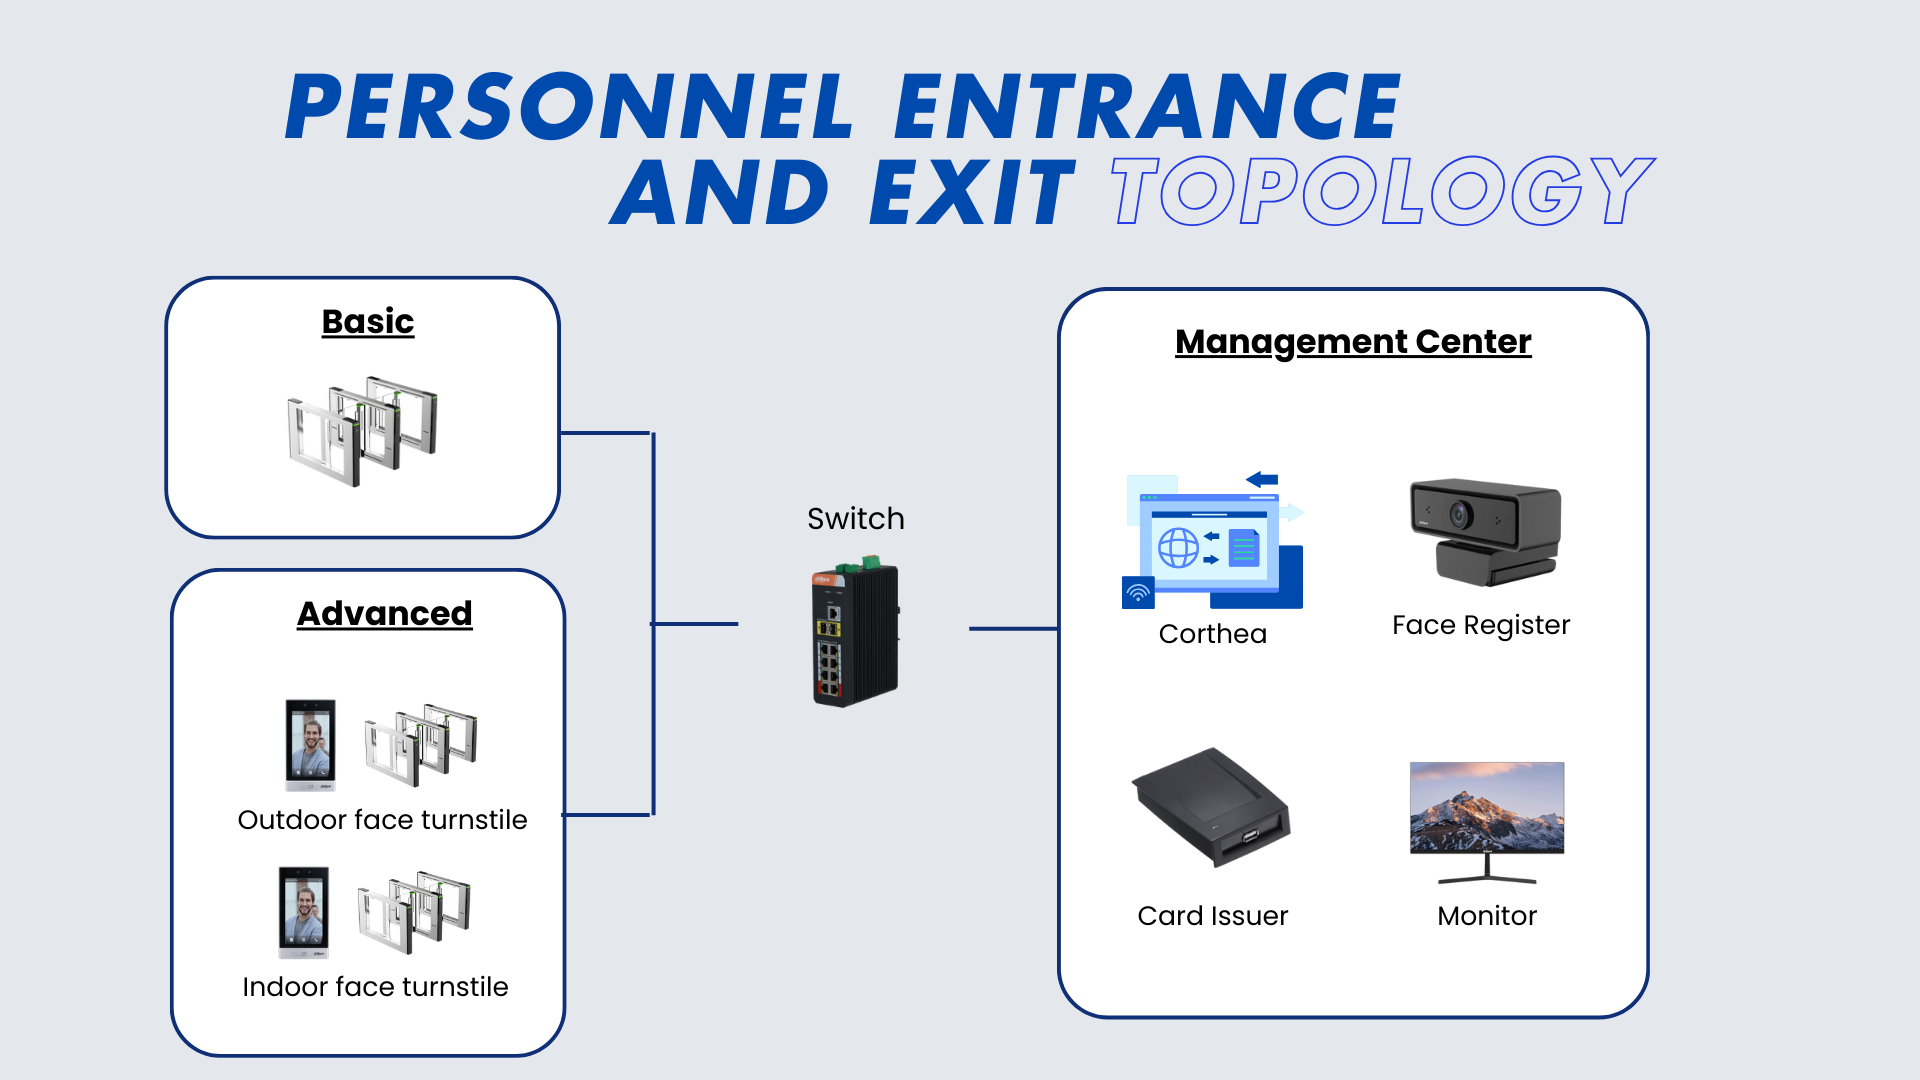 PERSONNEL ENTRANCE
AND EXIT TOPOLOGY
Basic
Advanced
Outdoor face turnstile
Indoor face turnstile
Switch
Management Center
Corthea
Face Register
Card Issuer
Monitor